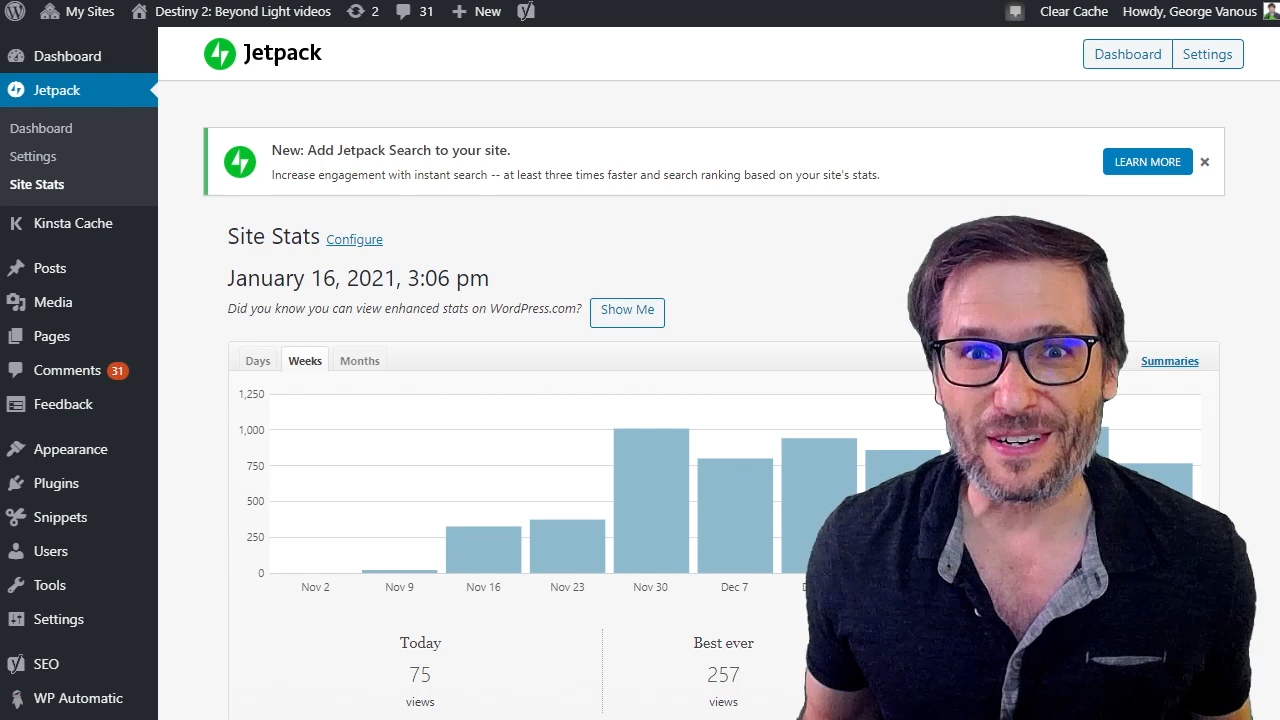 My Sites
Destiny 2: Beyond Light videos
2
31
New
Clear Cache
Howdy, George Vanous
Dashboard
Jetpack
Dashboard
Settings
Site Stats
Kinsta Cache
Posts
Media
Pages
Comments 31
Feedback
Appearance
Plugins
Snippets
Users
Tools
Settings
SEO
WP Automatic
Jetpack
Dashboard
Settings
New: Add Jetpack Search to your site.
Increase engagement with instant search -- at least three times faster and search ranking based on your site's stats.
LEARN MORE
Site Stats Configure
January 16, 2021, 3:06 pm
Did you know you can view enhanced stats on WordPress.com? Show Me
Days Weeks Months
Summaries
1,250
1,000
750
500
250
0
Nov 2 Nov 9 Nov 16 Nov 23 Nov 30 Dec 7
Today
75
views
Best ever
257
views